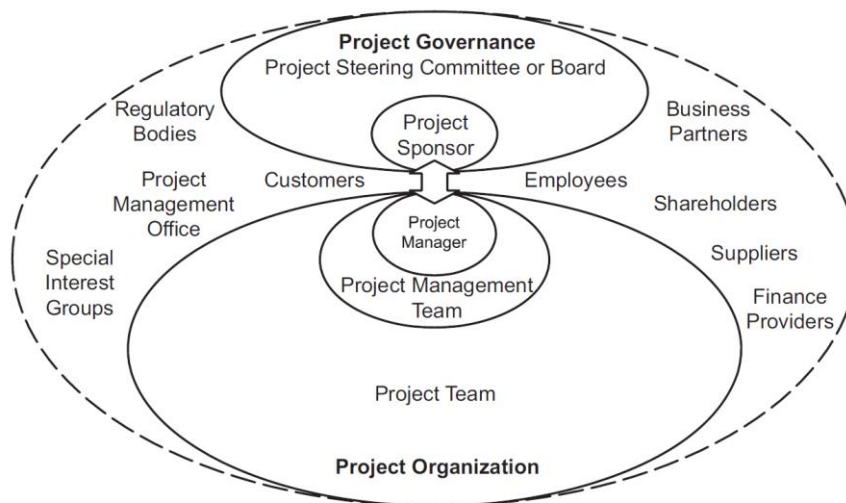 Project Governance
Project Steering Committee or Board
Regulatory
Bodies
Business
Partners
Project
Sponsor
Project
Management
Office
Customers
Employees
Shareholders
Project
Manager
Special
Interest
Groups
Suppliers
Project Management
Team
Finance
Providers
Project Team
Project Organization